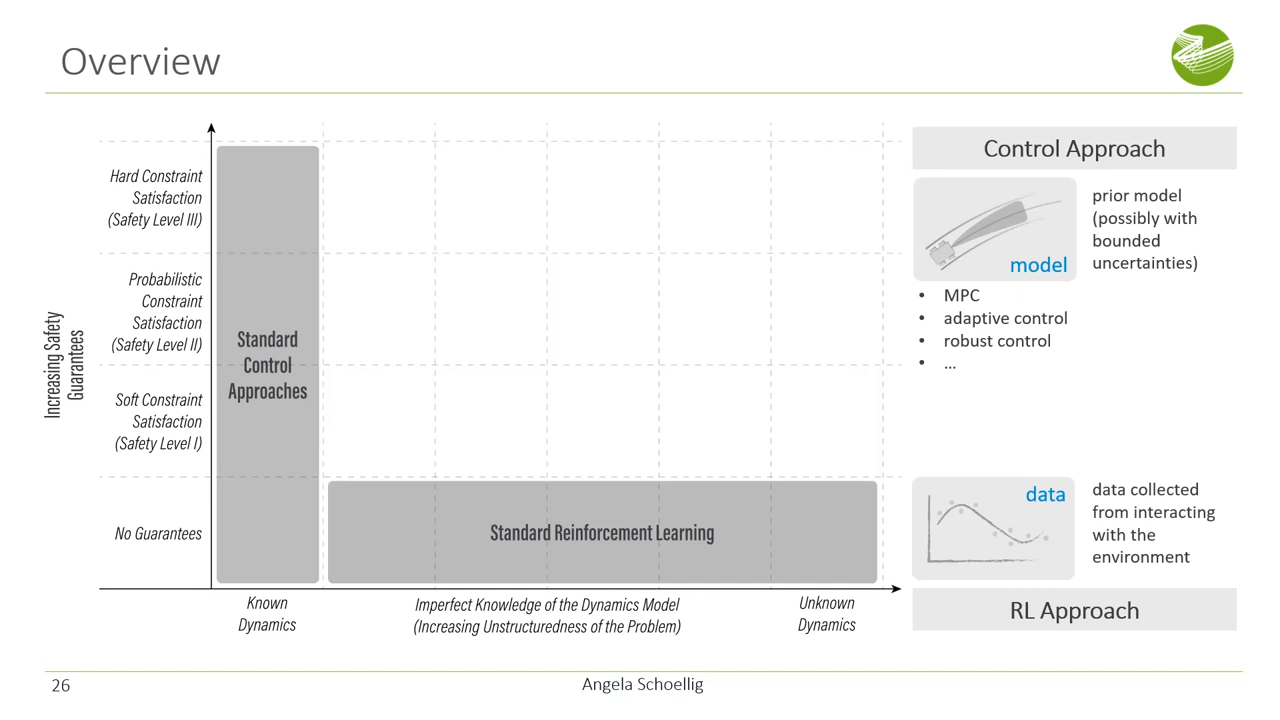 Overview
Increasing Safety
Guarantees
Hard Constraint
Satisfaction
(Safety Level III)
Probabilistic
Constraint
Satisfaction
(Safety Level II)
Soft Constraint
Satisfaction
(Safety Level I)
No Guarantees
Standard
Control
Approaches
Standard Reinforcement Learning
Known
Dynamics
Imperfect Knowledge of the Dynamics Model
(Increasing Unstructuredness of the Problem)
Unknown
Dynamics
Control Approach
model
prior model
(possibly with
bounded
uncertainties)
• MPC
• adaptive control
• robust control
• ...
data
data collected
from interacting
with the
environment
RL Approach
26
Angela Schoellig